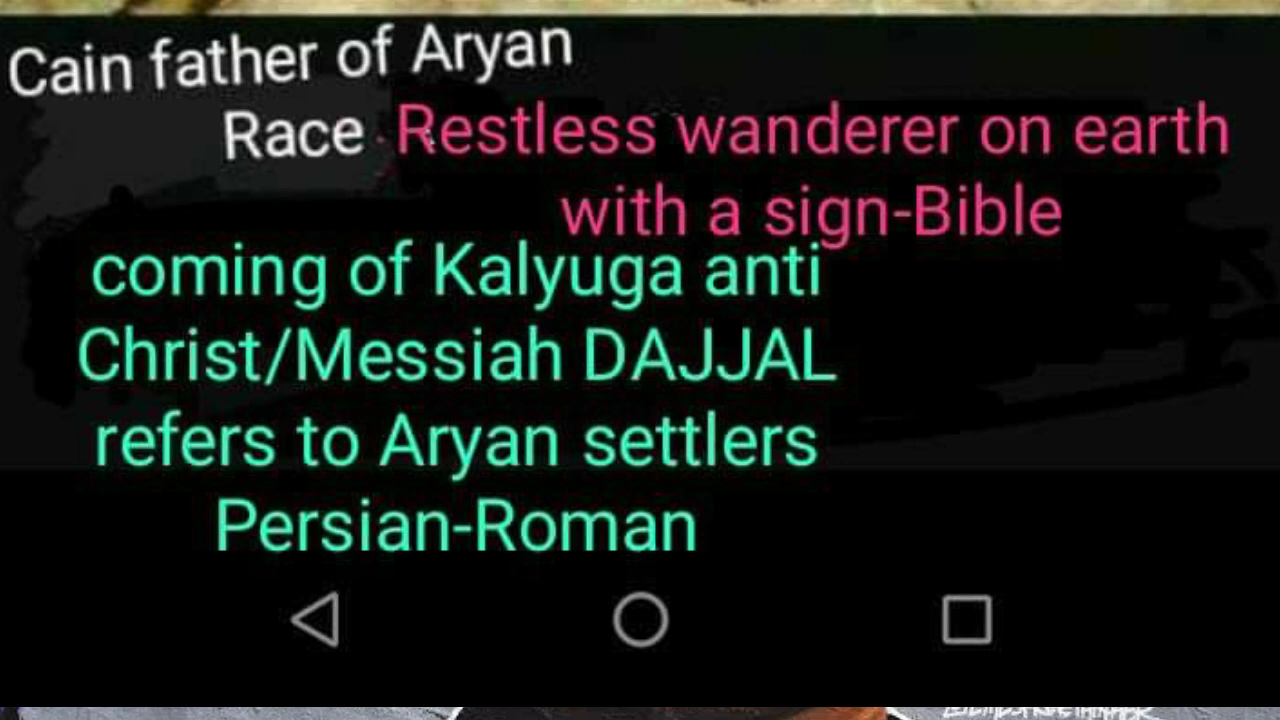 Cain father of Aryan
Race Restless wanderer on earth
with a sign-Bible
coming of Kalyuga anti
Christ/Messiah DAJJAL
refers to Aryan settlers
Persian-Roman